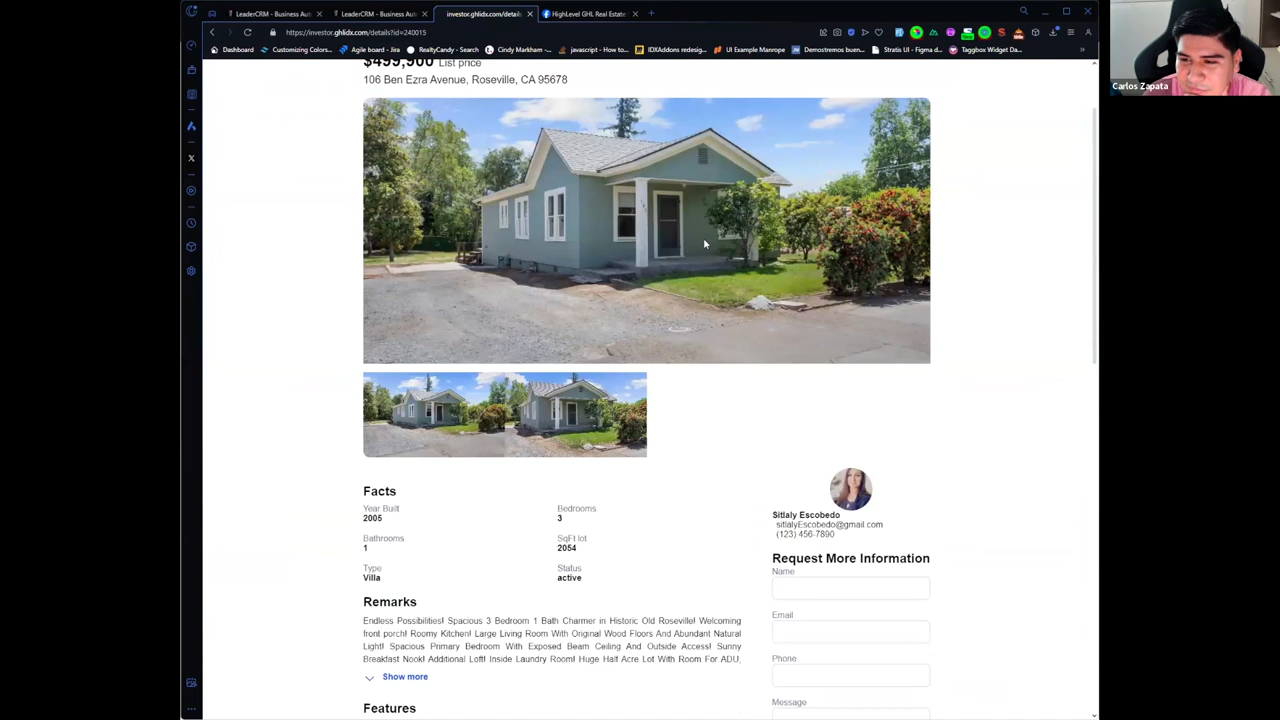 LeaderCRM - Business Aut
LeaderCRM - Business Aut
investor.ghlidx.com/details
HighLevel GHL Real Estate
https://investor.ghlidx.com/details?id=240015
Dashboard
Customizing Colors...
Agile board - Jira
RealtyCandy - Search
Cindy Markham -...
javascript - How to...
IDXAddons redesig...
UI Example Manrope
Demostremos buen...
Stratis UI - Figma d...
Taggbox Widget Da...
Carlos Zapata
$499,900 List price
106 Ben Ezra Avenue, Roseville, CA 95678
Facts
Year Built
2005
Bedrooms
3
Bathrooms
1
SqFt lot
2054
Type
Villa
Status
active
Remarks
Endless Possibilities! Spacious 3 Bedroom 1 Bath Charmer in Historic Old Roseville! Welcoming
front porch! Roomy Kitchen! Large Living Room With Original Wood Floors And Abundant Natural
Light! Spacious Primary Bedroom With Exposed Beam Ceiling And Outside Access! Sunny
Breakfast Nook! Additional Loft! Inside Laundry Room! Huge Half Acre Lot With Room For ADU,
Show more
Features
Sitlaly Escobedo
sitlalyEscobedo@gmail.com
(123) 456-7890
Request More Information
Name
Email
Phone
Message